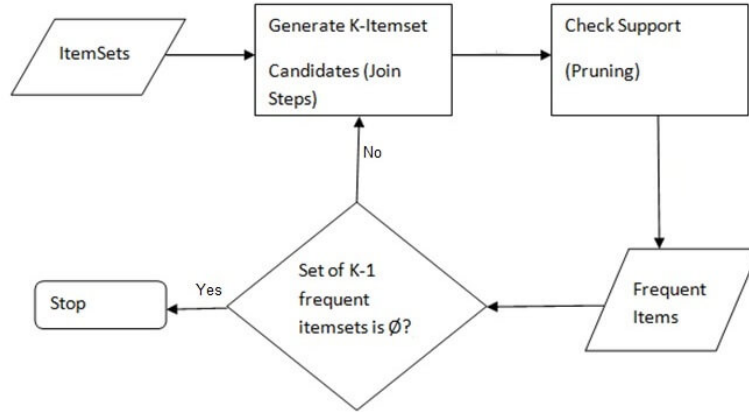 ItemSets
Generate K-Itemset
Candidates (Join
Steps)
Check Support
(Pruning)
No
Set of K-1
frequent
itemsets is Ø?
Yes
Stop
Frequent
Items